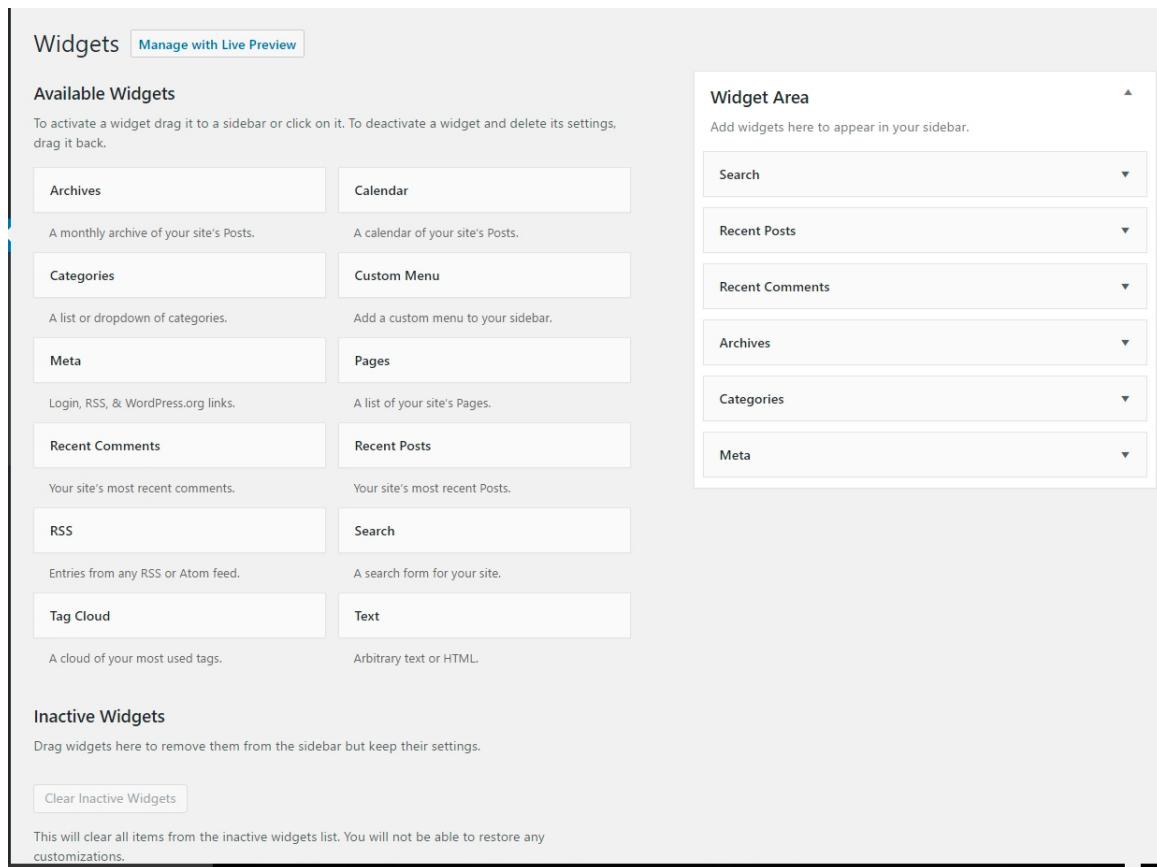 Widgets Manage with Live Preview
Available Widgets
To activate a widget drag it to a sidebar or click on it. To deactivate a widget and delete its settings,
drag it back.
Archives
A monthly archive of your site's Posts.
Calendar
A calendar of your site's Posts.
Categories
A list or dropdown of categories.
Custom Menu
Add a custom menu to your sidebar.
Meta
Login, RSS, & WordPress.org links.
Pages
A list of your site's Pages.
Recent Comments
Your site's most recent comments.
Recent Posts
Your site's most recent Posts.
RSS
Entries from any RSS or Atom feed.
Search
A search form for your site.
Tag Cloud
A cloud of your most used tags.
Text
Arbitrary text or HTML.
Inactive Widgets
Drag widgets here to remove them from the sidebar but keep their settings.
Clear Inactive Widgets
This will clear all items from the inactive widgets list. You will not be able to restore any
customizations.
Widget Area
Add widgets here to appear in your sidebar.
Search
Recent Posts
Recent Comments
Archives
Categories
Meta